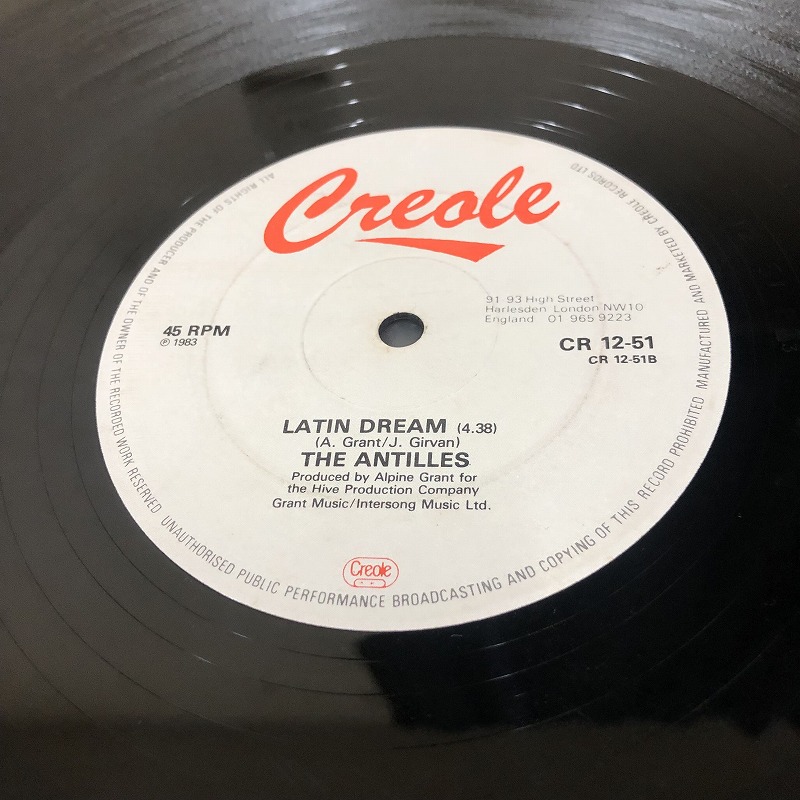 Creole
91 93 High Street
Harlesden London NW10
England 01 965 9223
45 RPM
℗ 1983
CR 12-51
CR 12-51B
LATIN DREAM (4.38)
(A. Grant/J. Girvan)
THE ANTILLES
Produced by Alpine Grant for
the Hive Production Company
Grant Music/Intersong Music Ltd.
Creole
ALL RIGHTS OF THE PRODUCER AND OF THE OWNER OF THE RECORDED WORK RESERVED UNAUTHORISED PUBLIC PERFORMANCE BROADCASTING AND COPYING OF THIS RECORD PROHIBITED MANUFACTURED AND MARKETED BY CREOLE RECORDS LTD